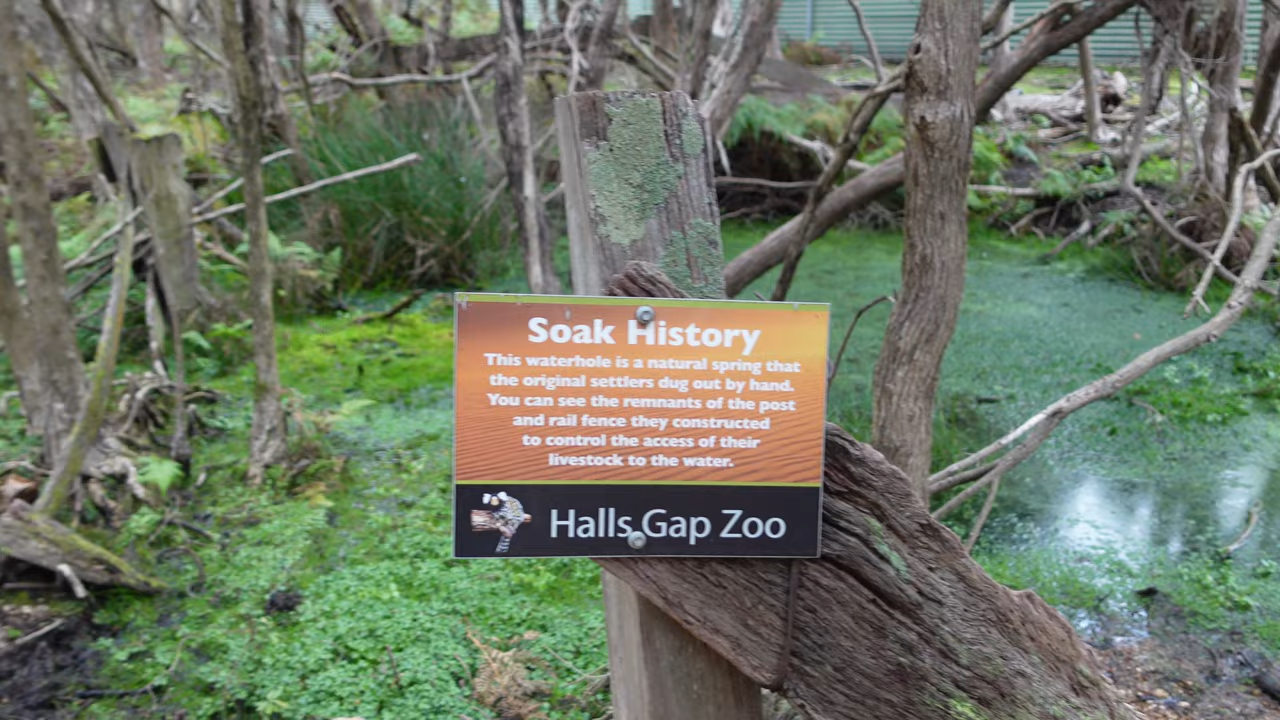 Soak History
This waterhole is a natural spring that
the original settlers dug out by hand.
You can see the remnants of the post
and rail fence they constructed
to control the access of their
livestock to the water.
Halls Gap Zoo